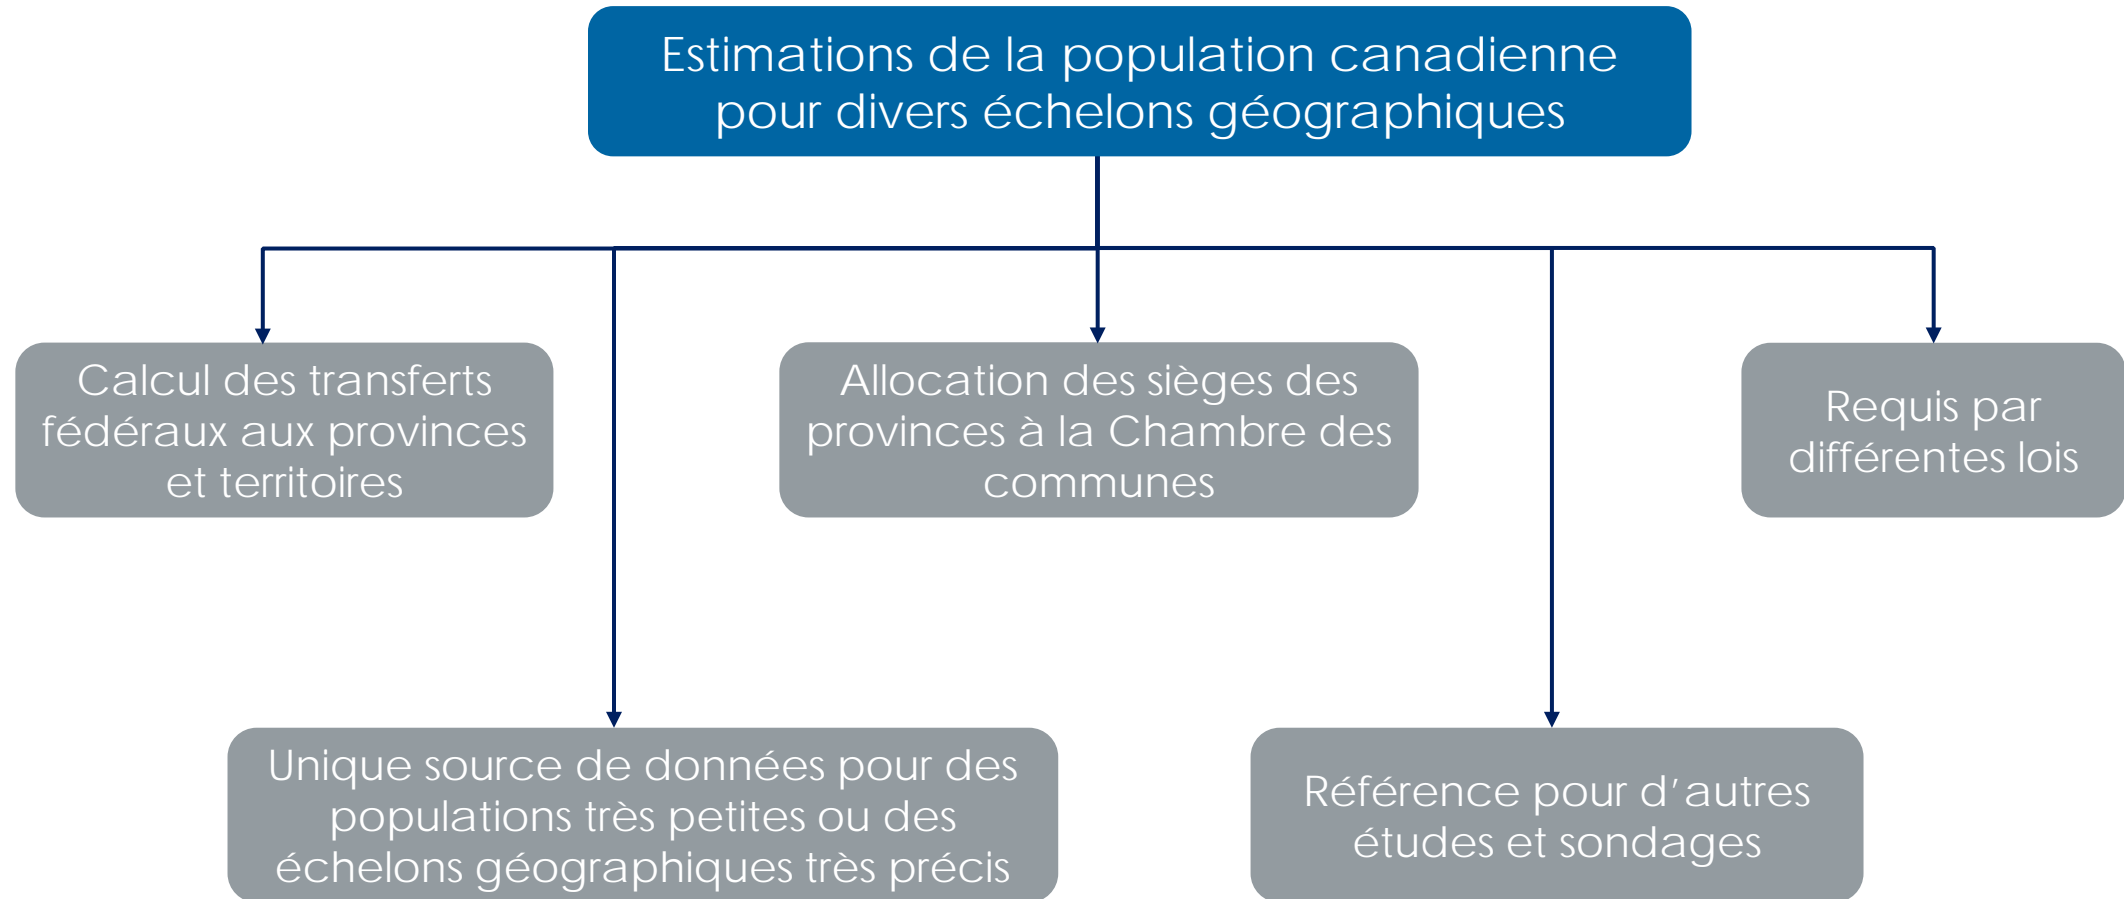 Estimations de la population canadienne
pour divers échelons géographiques
Calcul des transferts
fédéraux aux provinces
et territoires
Allocation des sièges des
provinces à la Chambre des
communes
Requis par
différentes lois
Unique source de données pour des
populations très petites ou des
échelons géographiques très précis
Référence pour d’autres
études et sondages